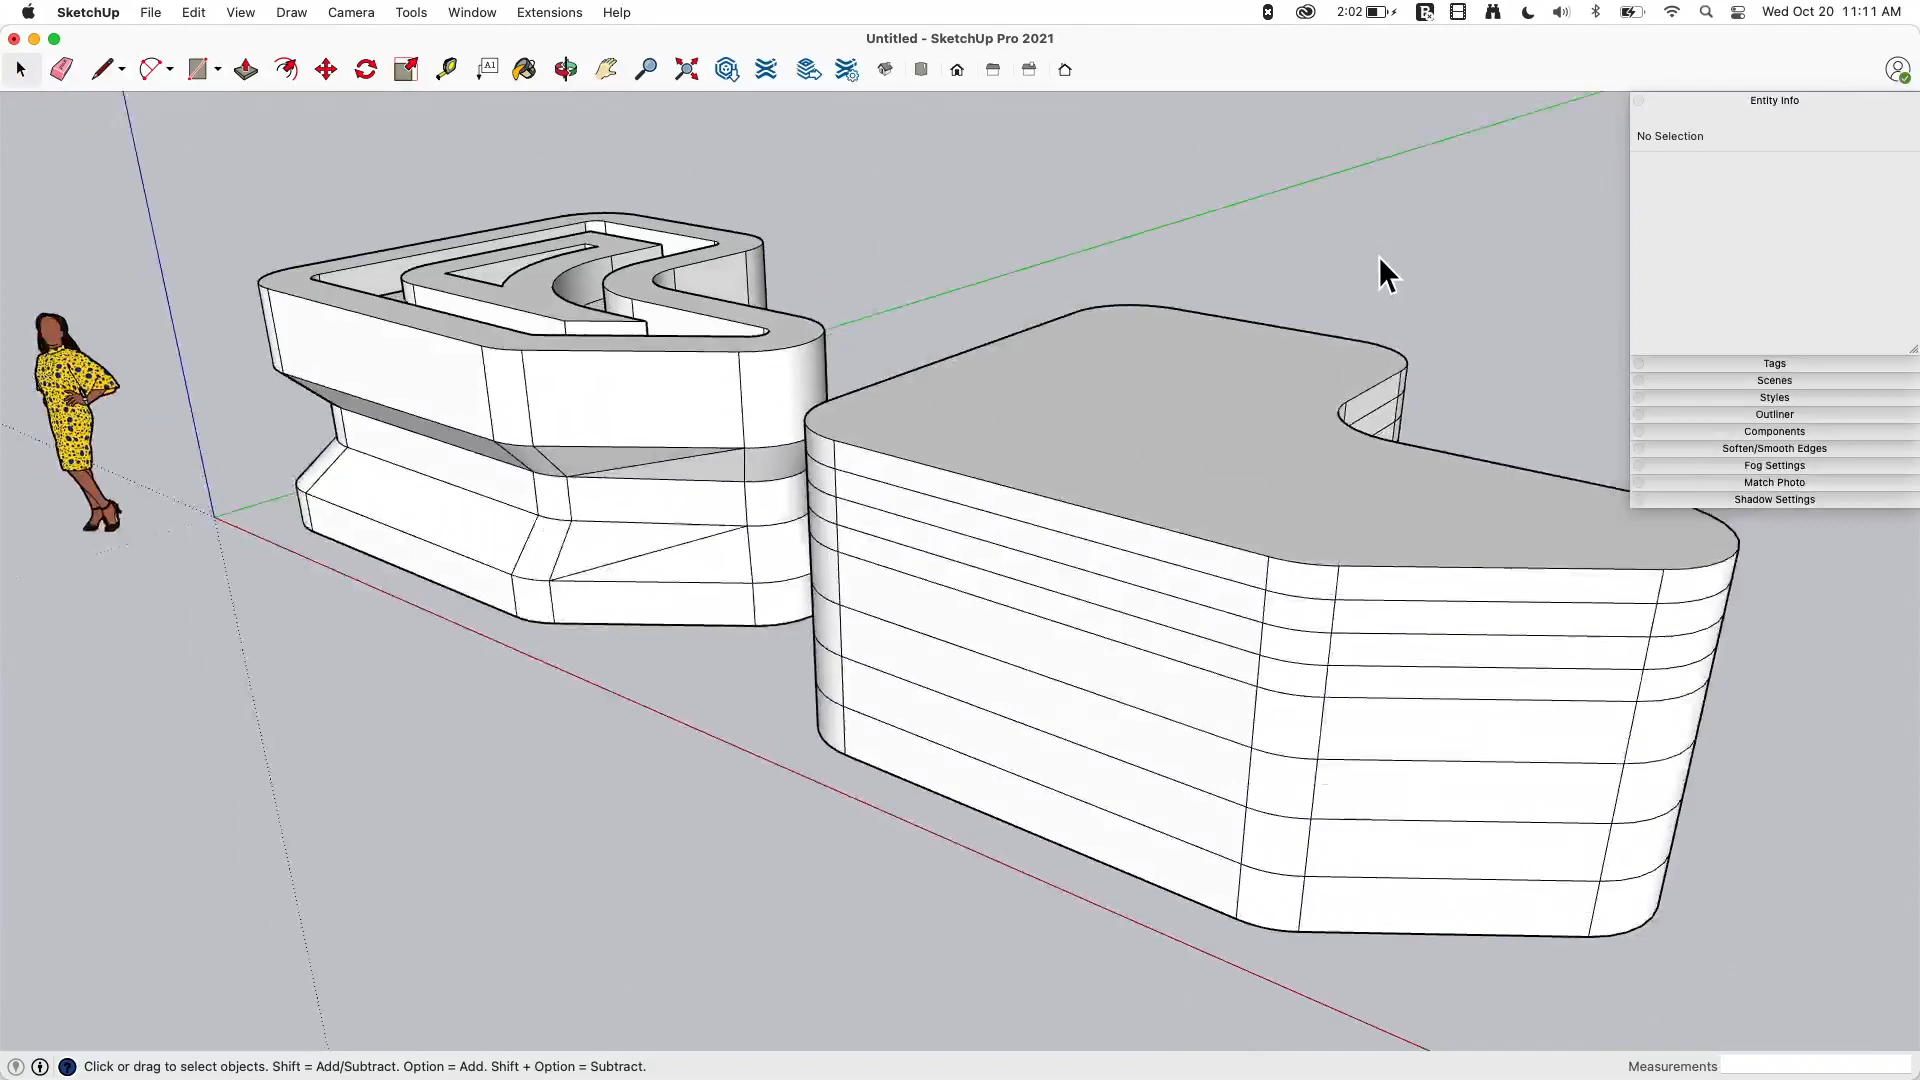 SketchUp File Edit View Draw Camera Tools Window Extensions Help 2:02 Wed Oct 20 11:11 AM
Untitled - SketchUp Pro 2021
A1
Entity Info
No Selection
Tags
Scenes
Styles
Outliner
Components
Soften/Smooth Edges
Fog Settings
Match Photo
Shadow Settings
Click or drag to select objects. Shift = Add/Subtract. Option = Add. Shift + Option = Subtract. Measurements